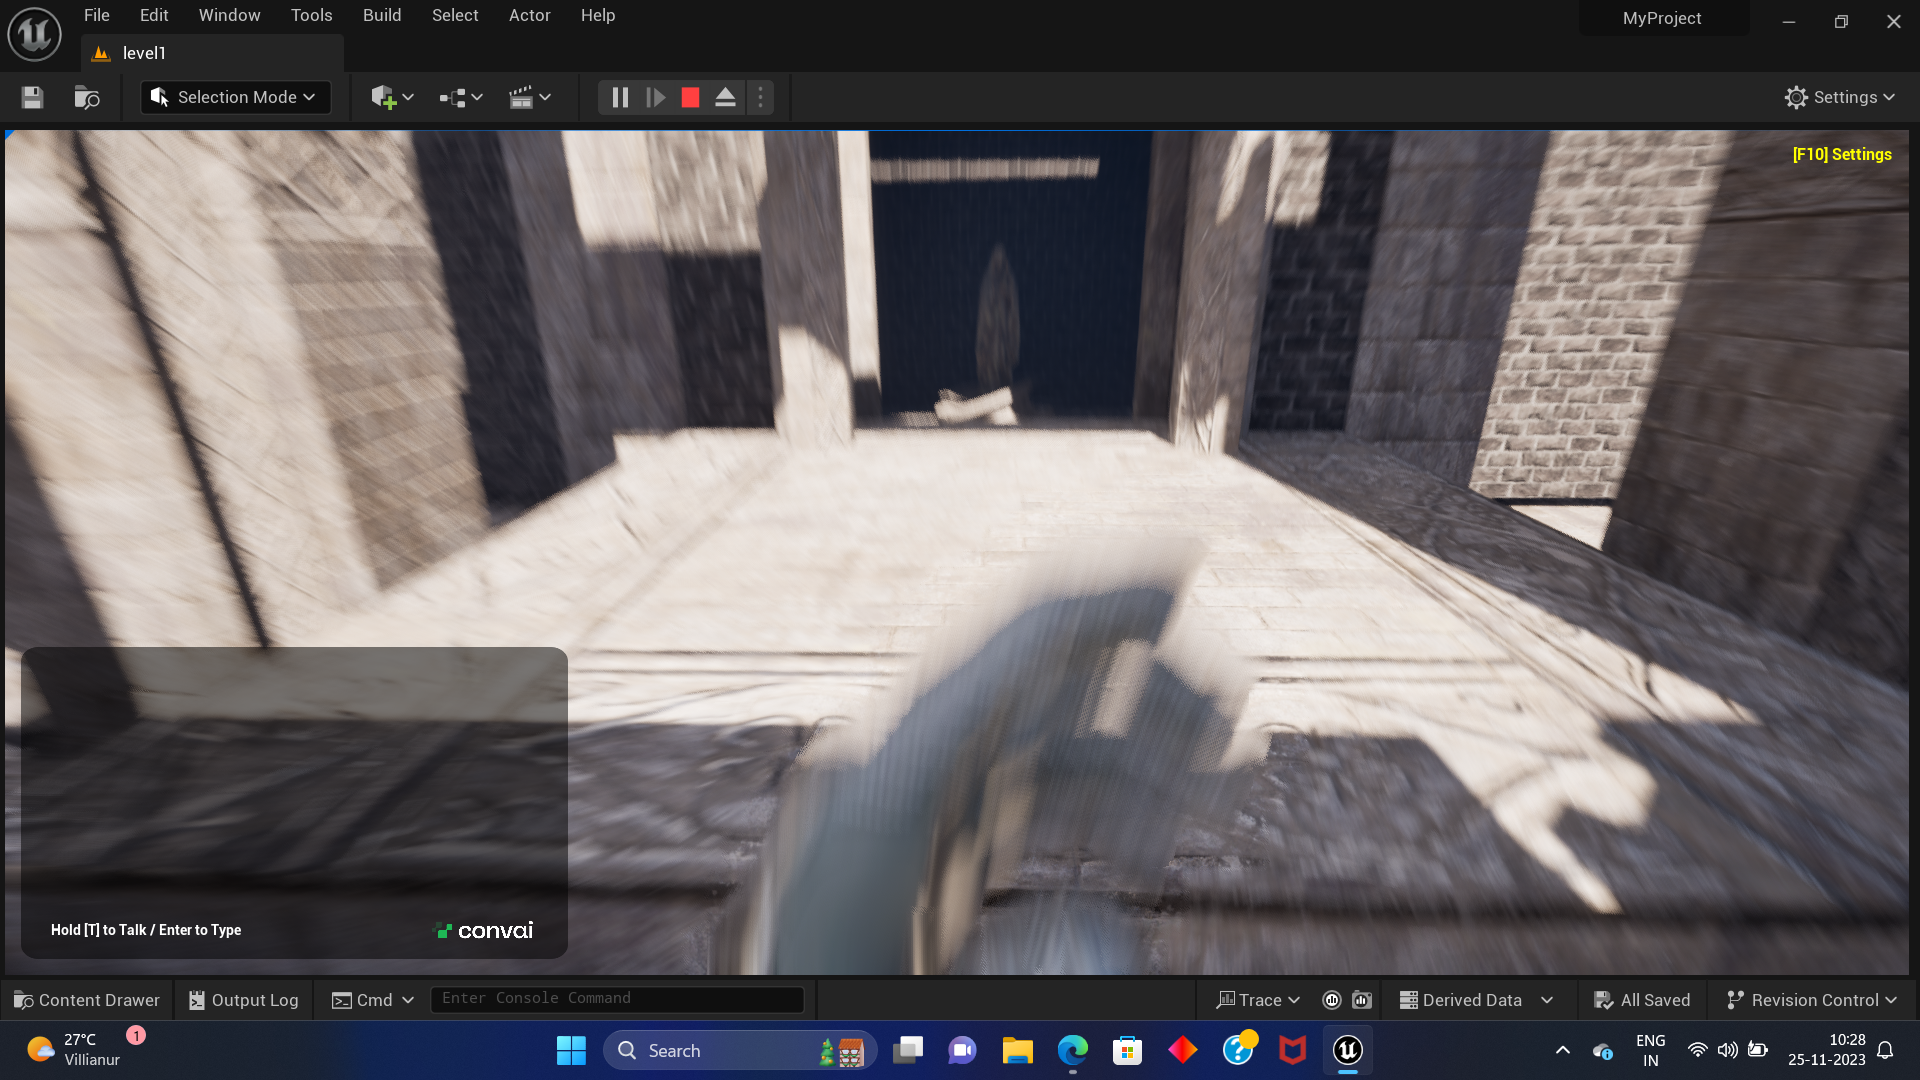 File Edit Window Tools Build Select Actor Help
MyProject
level1
Selection Mode
Settings
[F10] Settings
Hold [T] to Talk / Enter to Type
convai
Content Drawer
Output Log
Cmd
Enter Console Command
Trace
Derived Data
All Saved
Revision Control
27°C
Villianur
1
Search
ENG
IN
10:28
25-11-2023